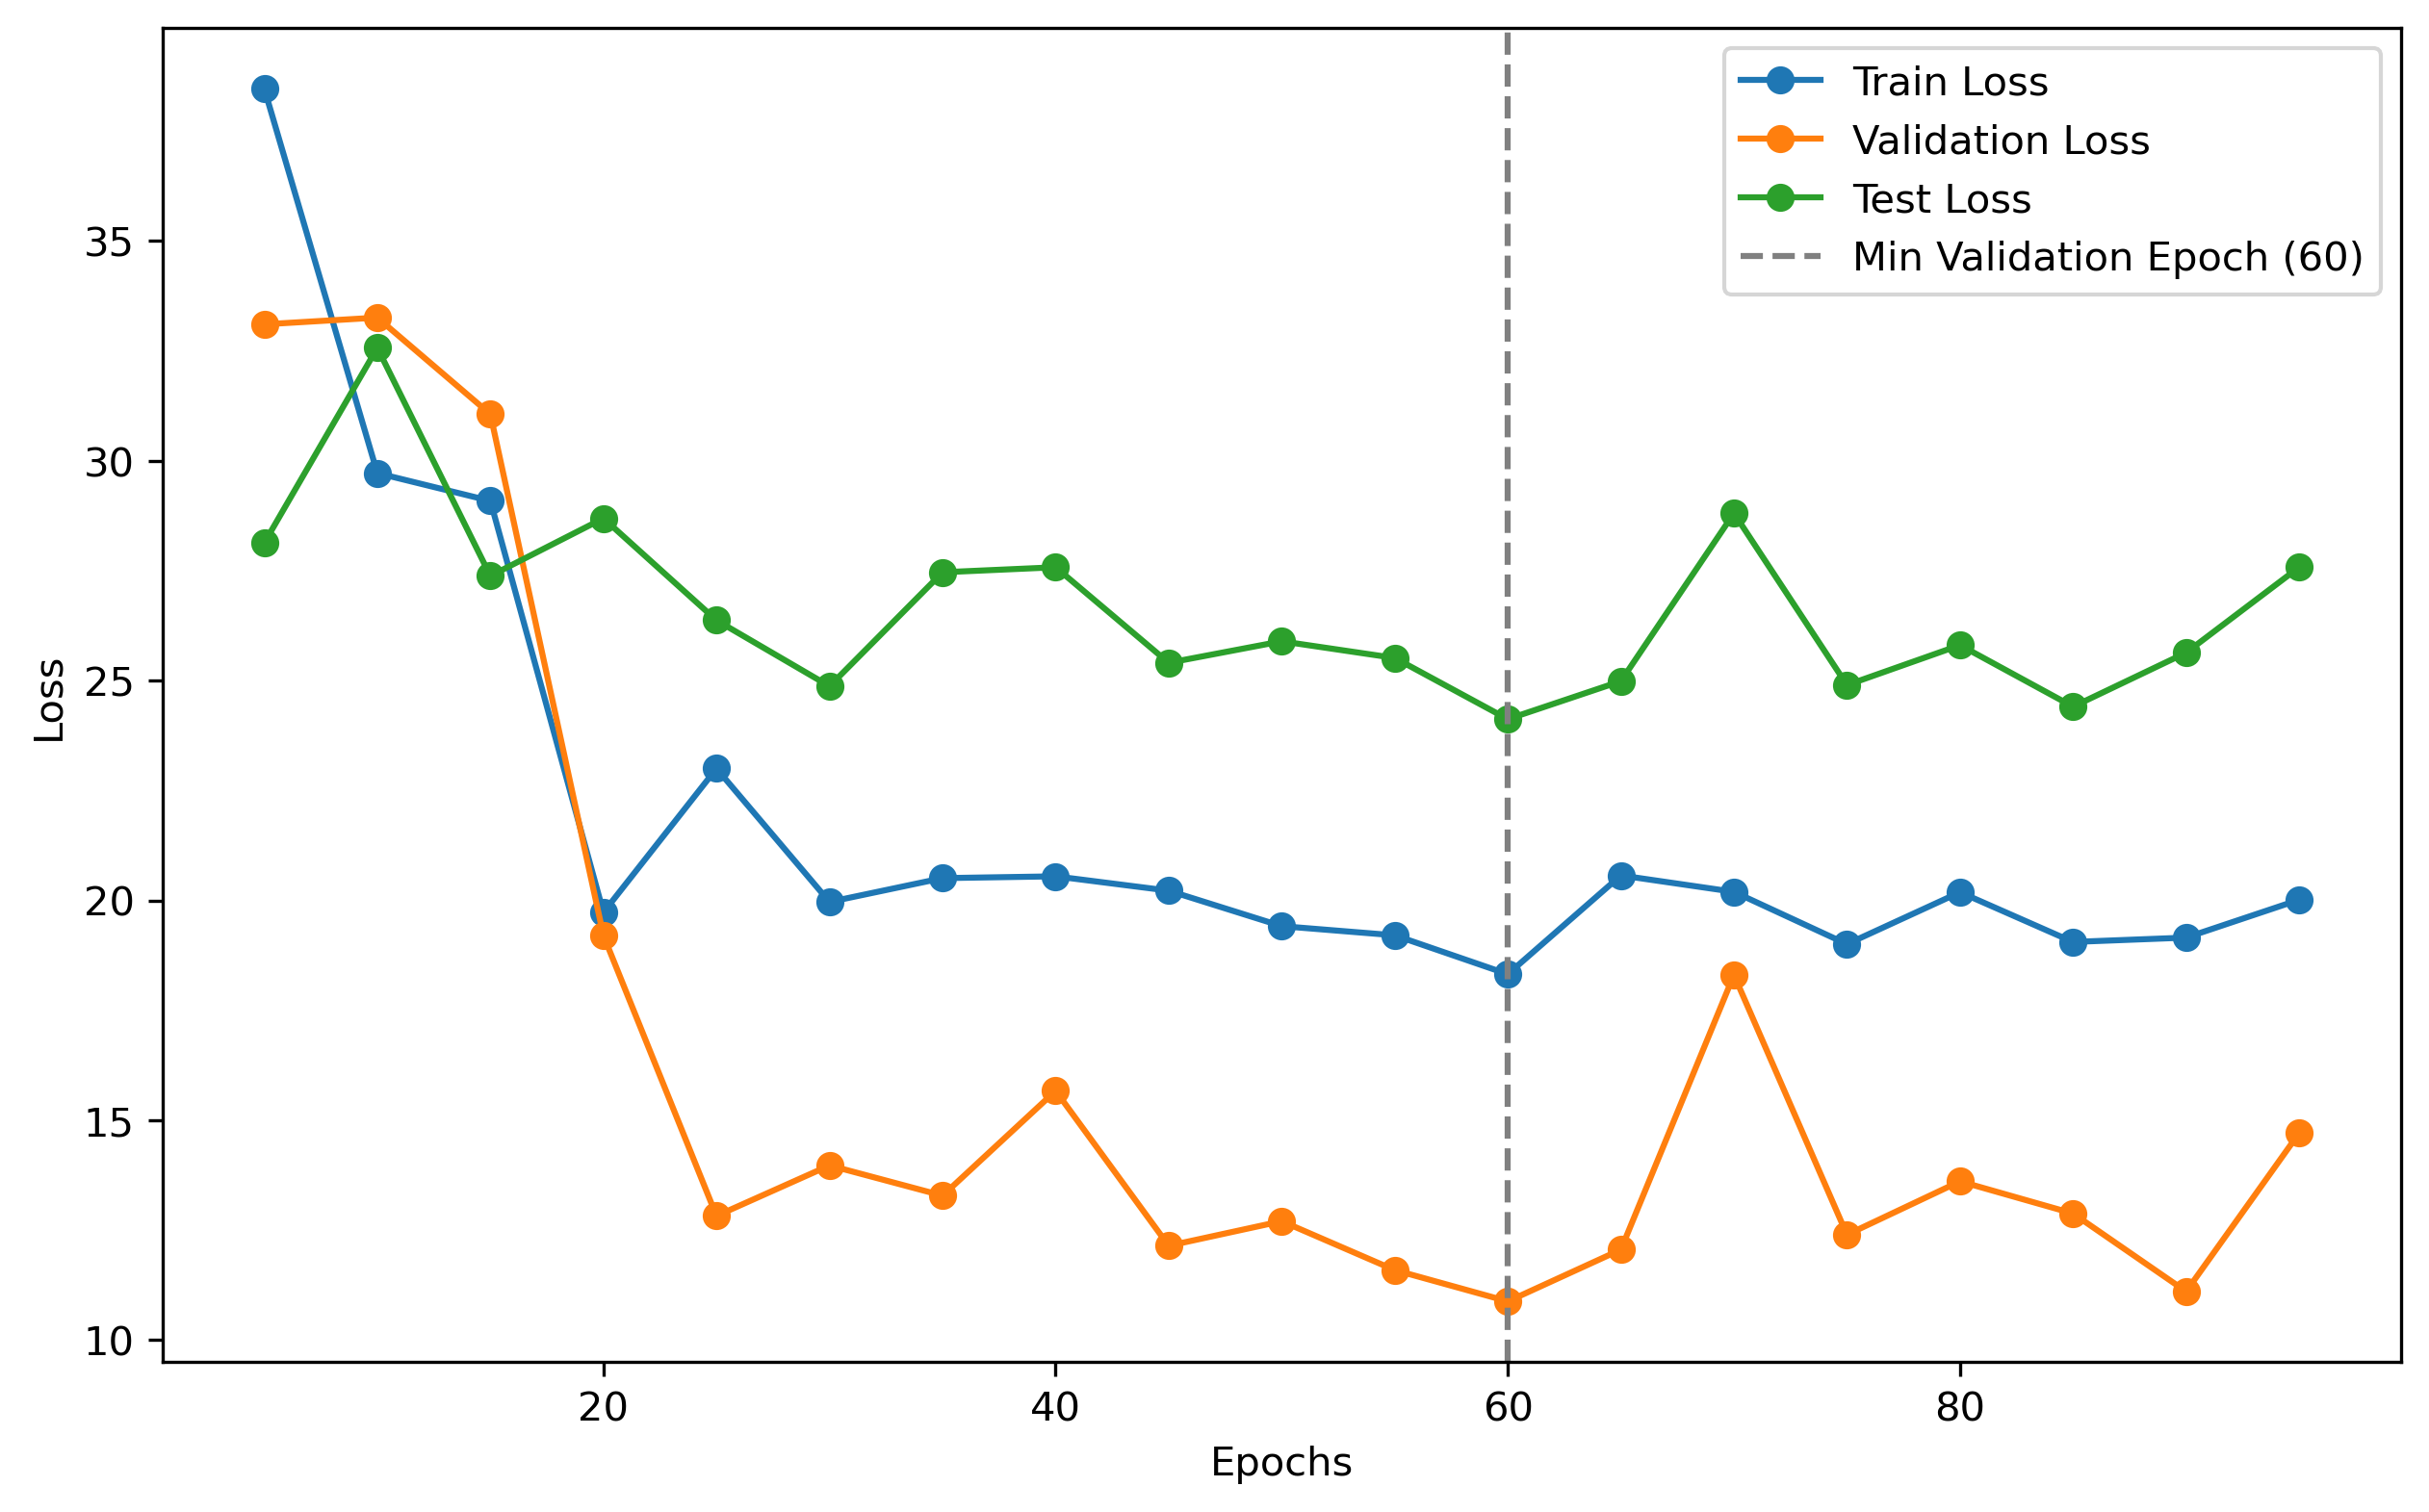 Train Loss
Validation Loss
Test Loss
Min Validation Epoch (60)
35
30
25
20
15
10
Loss
20 40 60 80
Epochs